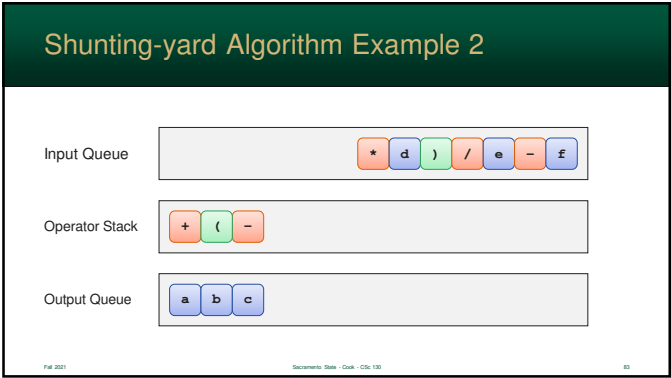 Shunting-yard Algorithm Example 2
Input Queue * d ) / e – f
Operator Stack + ( –
Output Queue a b c
Fall 2021 Sacramento State - Cook - CSc 130 83